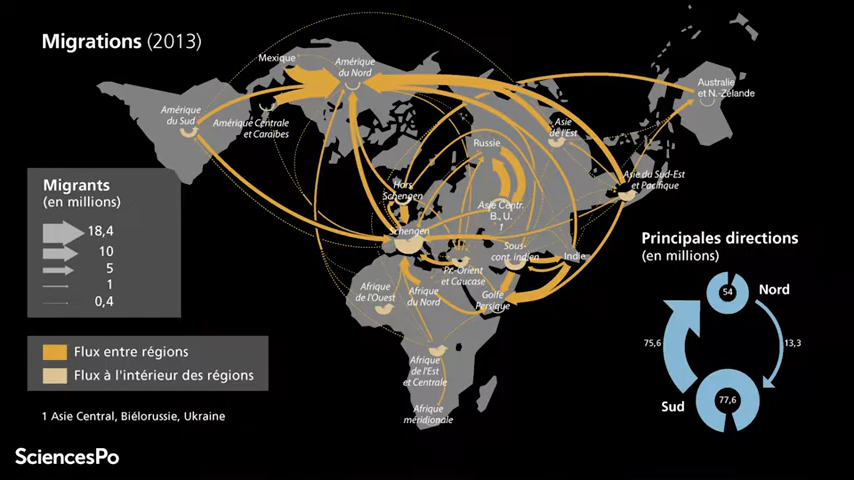 Migrations (2013)
Mexique
Amérique
du Nord
Amérique
du Sud
Amérique Centrale
et Caraïbes
Australie
et N.-Zélande
Asie
de l'Est
Russie
Asie du Sud-Est
et Pacifique
Hors
Schengen
Asie Centr.
B., U.
1
Schengen
Sous-
cont. indien
Inde
Pr.-Orient
et Caucase
Afrique
de l'Ouest
Afrique
du Nord
Golfe
Persique
Afrique
de l'Est
et Centrale
Afrique
méridionale
Migrants
(en millions)
18,4
10
5
1
0,4
Flux entre régions
Flux à l'intérieur des régions
1 Asie Central, Biélorussie, Ukraine
Principales directions
(en millions)
54
Nord
75,6
13,3
77,6
Sud
SciencesPo